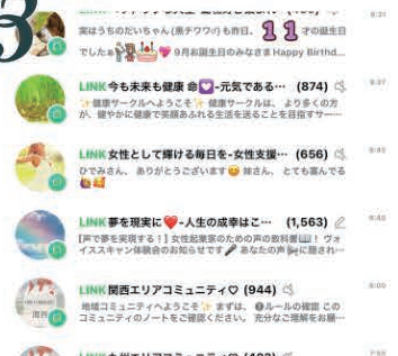 3
実はうちのだいちゃん(黒チワワ♂)も昨日、11才の誕生日
でしたぁ🎉 💖 9月お誕生日のみなさま Happy Birthd...
LINK今も未来も健康 命💟-元気である… (874)
✨健康サークルへようこそ✨ 健康サークルは、 より多くの方
が、健やかに健康で笑顔あふれる生活を送ることを目指すサー…
LINK女性として輝ける毎日を-女性支援… (656)
ひでみさん、 ありがとうございます😊 妹さん、 とても喜んでる
LINK夢を現実に❤️-人生の成幸はこ… (1,563)
【声で夢を実現する!】女性起業家のための声の教科書📖! ヴォ
イススキャン体験会のお知らせです🎤 あなたの声に隠され…
LINK関西エリアコミュニティ♡ (944)
地域コミュニティへようこそ✨ まずは、 ❶ルールの確認 この
コミュニティのノートをご確認ください。 充分なご理解をお願…